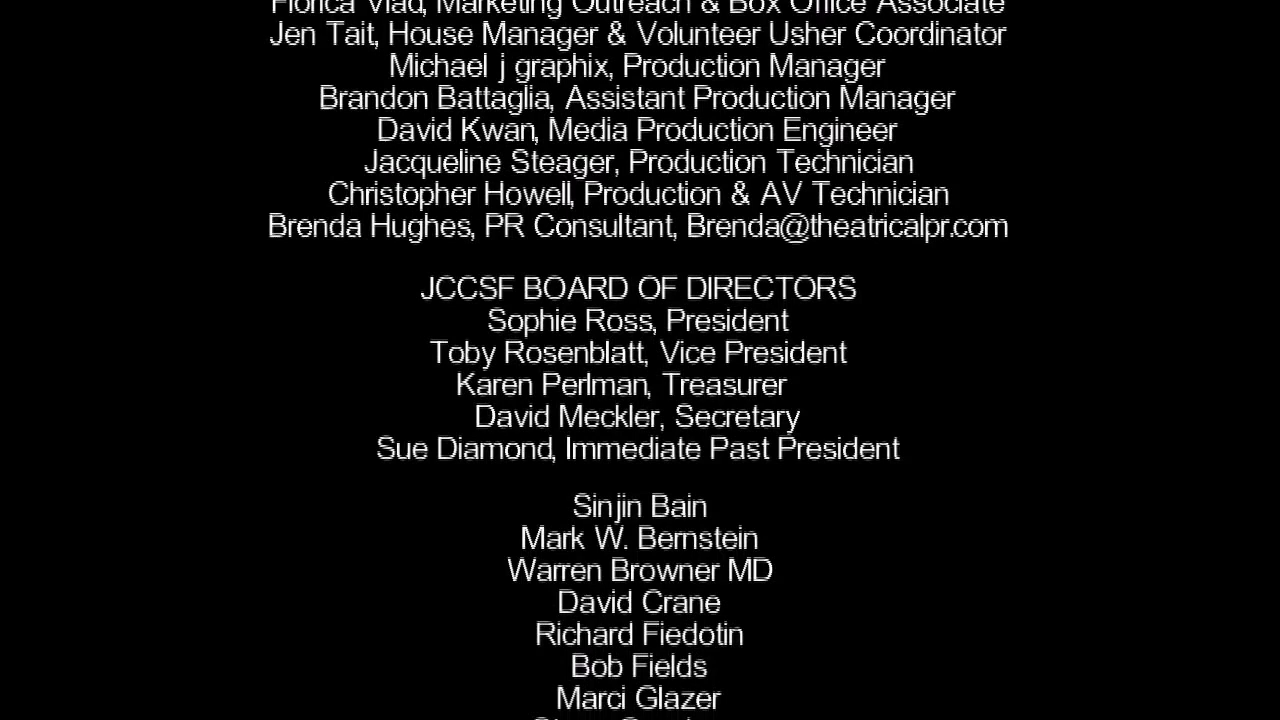 Florica Vlad, Marketing Outreach & Box Office Associate
Jen Tait, House Manager & Volunteer Usher Coordinator
Michael j graphix, Production Manager
Brandon Battaglia, Assistant Production Manager
David Kwan, Media Production Engineer
Jacqueline Steager, Production Technician
Christopher Howell, Production & AV Technician
Brenda Hughes, PR Consultant, Brenda@theatricalpr.com
JCCSF BOARD OF DIRECTORS
Sophie Ross, President
Toby Rosenblatt, Vice President
Karen Perlman, Treasurer
David Meckler, Secretary
Sue Diamond, Immediate Past President
Sinjin Bain
Mark W. Bernstein
Warren Browner MD
David Crane
Richard Fiedotin
Bob Fields
Marci Glazer